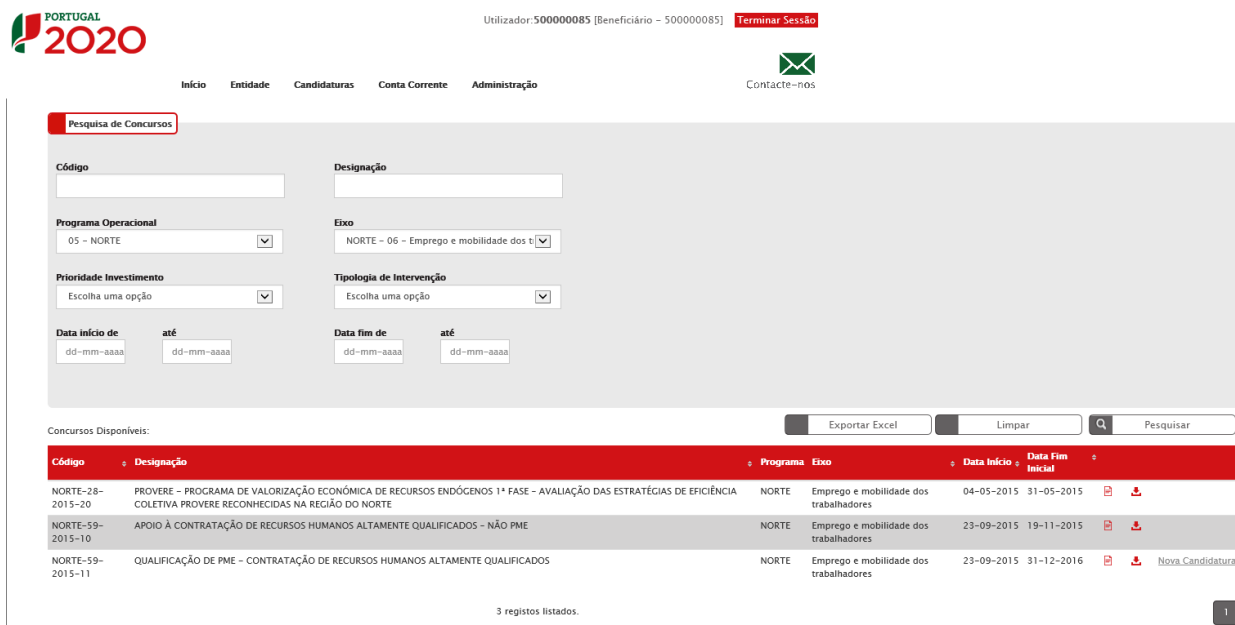 PORTUGAL
2020
Utilizador:500000085 [Beneficiário - 500000085] Terminar Sessão
Contacte-nos
Início Entidade Candidaturas Conta Corrente Administração
Pesquisa de Concursos
Código Designação
Programa Operacional Eixo
05 - NORTE NORTE - 06 - Emprego e mobilidade dos t
Prioridade Investimento Tipologia de Intervenção
Escolha uma opção Escolha uma opção
Data início de até Data fim de até
dd-mm-aaaa dd-mm-aaaa dd-mm-aaaa dd-mm-aaaa
Concursos Disponíveis: Exportar Excel Limpar Pesquisar
Código Designação Programa Eixo Data Início Data Fim
Inicial
NORTE-28- PROVERE - PROGRAMA DE VALORIZAÇÃO ECONÓMICA DE RECURSOS ENDÓGENOS 1ª FASE - AVALIAÇÃO DAS ESTRATÉGIAS DE EFICIÊNCIA NORTE Emprego e mobilidade dos 04-05-2015 31-05-2015
2015-20 COLETIVA PROVERE RECONHECIDAS NA REGIÃO DO NORTE trabalhadores
NORTE-59- APOIO À CONTRATAÇÃO DE RECURSOS HUMANOS ALTAMENTE QUALIFICADOS - NÃO PME NORTE Emprego e mobilidade dos 23-09-2015 19-11-2015
2015-10 trabalhadores
NORTE-59- QUALIFICAÇÃO DE PME - CONTRATAÇÃO DE RECURSOS HUMANOS ALTAMENTE QUALIFICADOS NORTE Emprego e mobilidade dos 23-09-2015 31-12-2016 Nova Candidatura
2015-11 trabalhadores
3 registos listados. 1